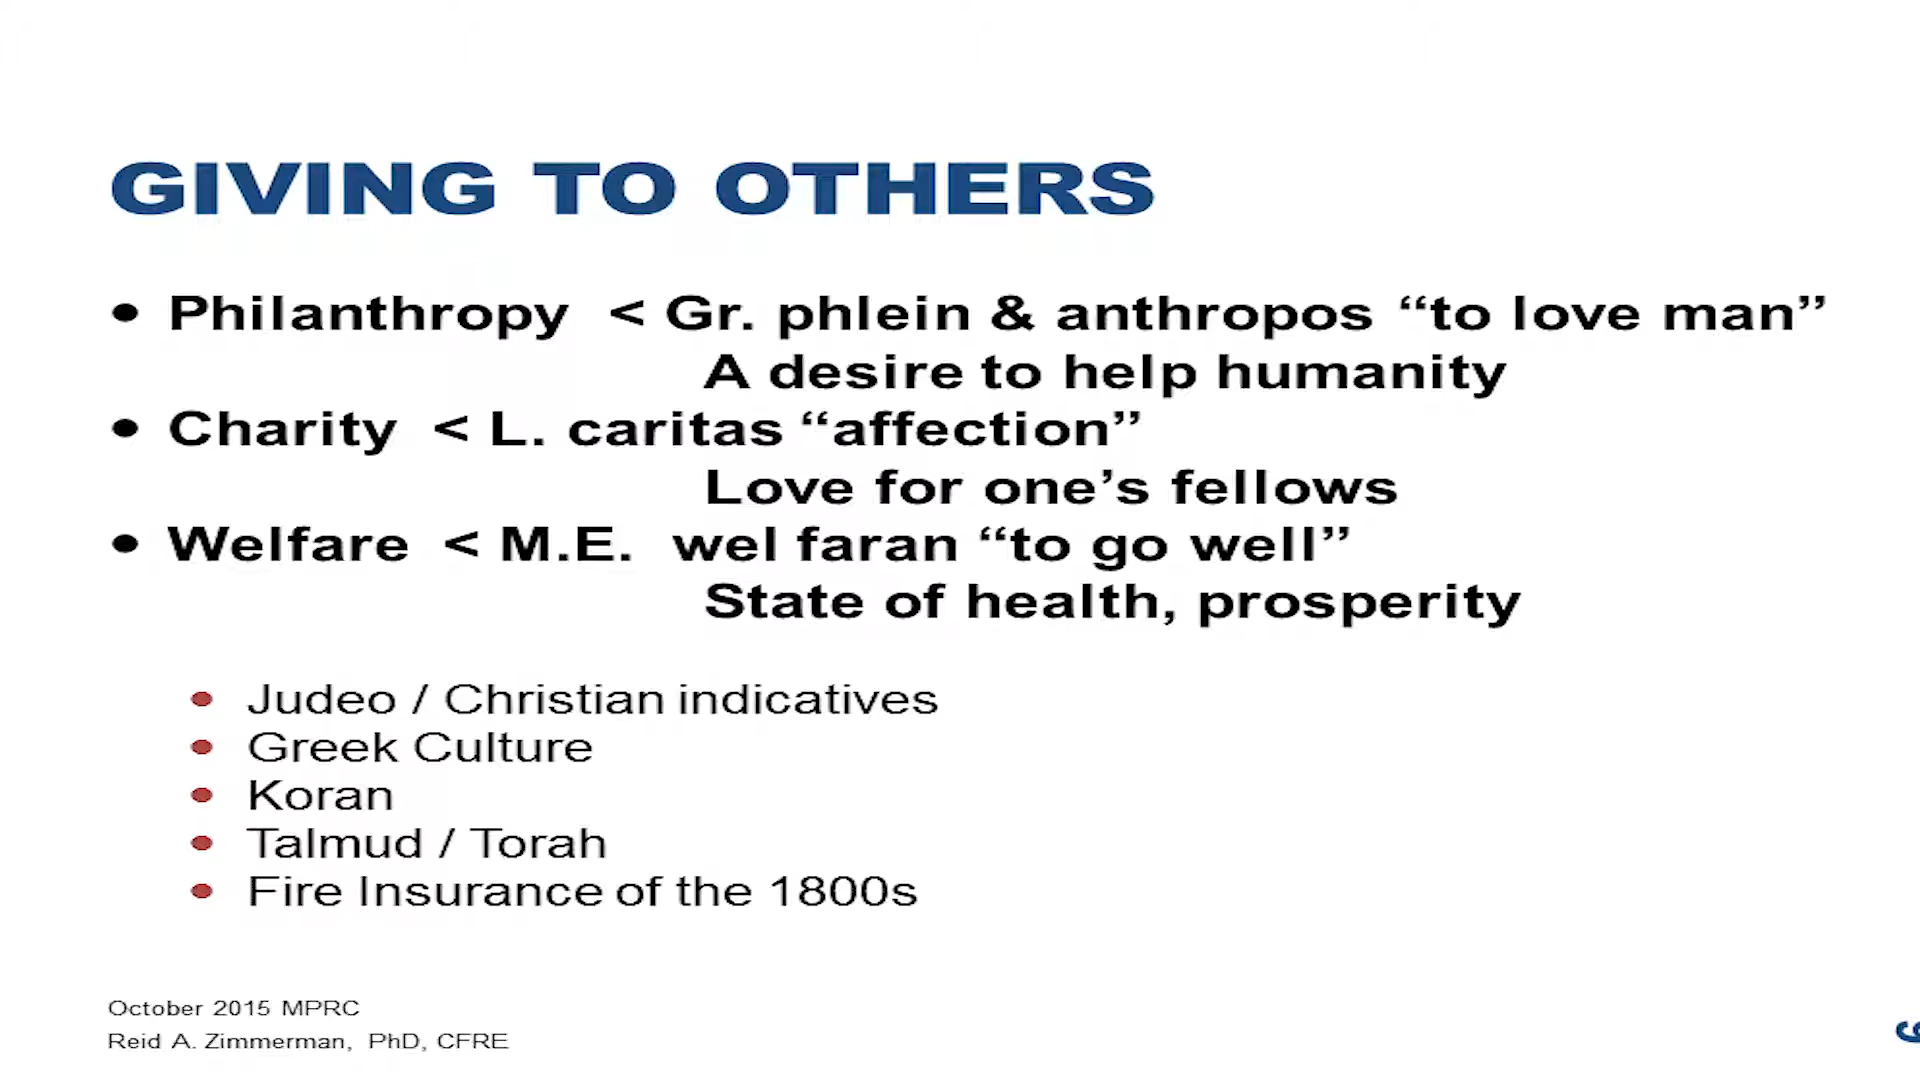 GIVING TO OTHERS
• Philanthropy < Gr. phlein & anthropos “to love man”
A desire to help humanity
• Charity < L. caritas “affection”
Love for one’s fellows
• Welfare < M.E. wel faran “to go well”
State of health, prosperity
• Judeo / Christian indicatives
• Greek Culture
• Koran
• Talmud / Torah
• Fire Insurance of the 1800s
October 2015 MPRC
Reid A. Zimmerman, PhD, CFRE